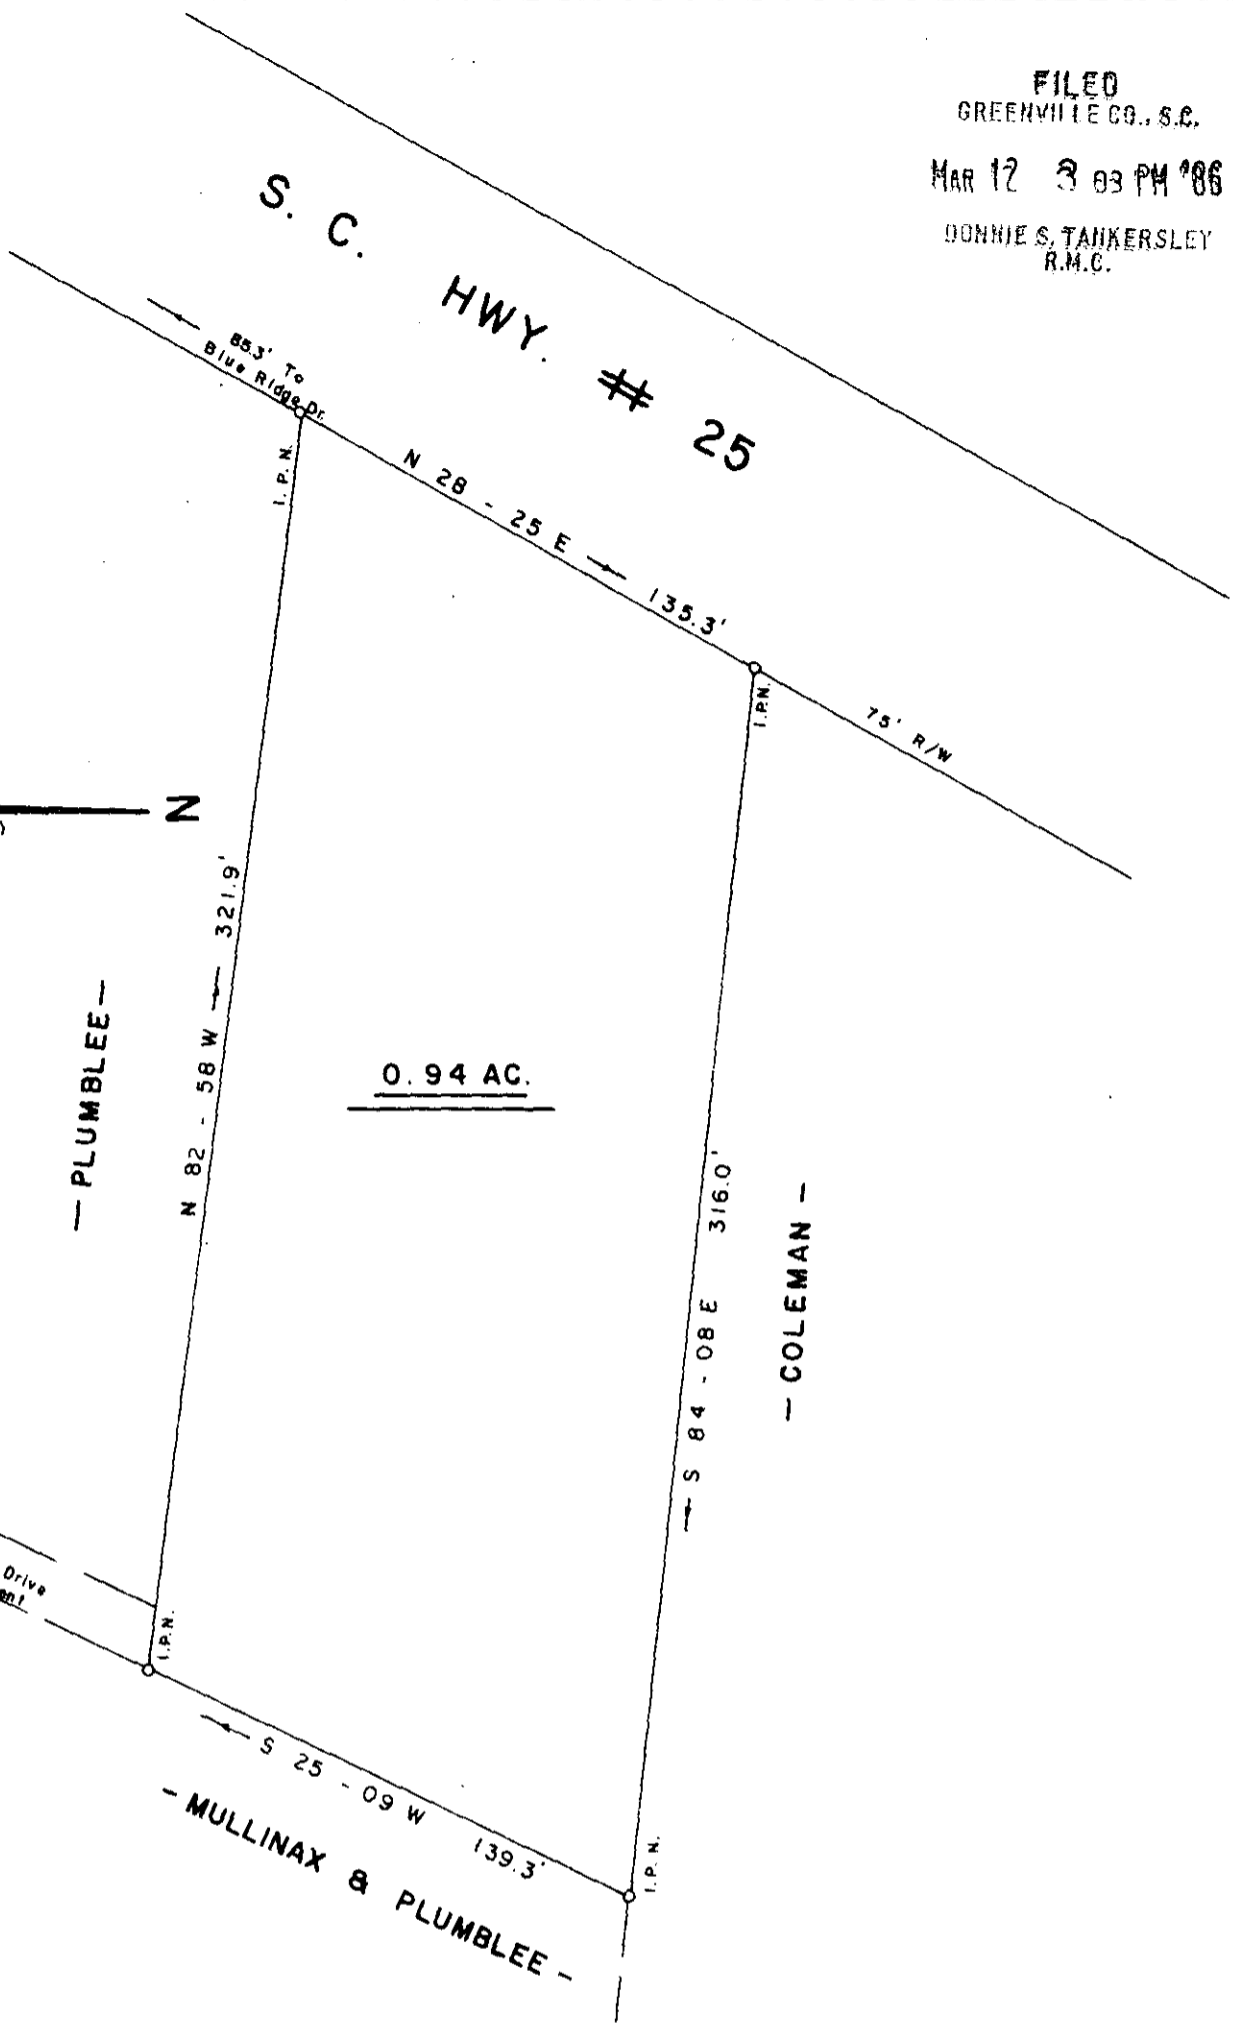 FILED
GREENVILLE CO., S.C.
MAR 12 3 03 PM '86
DONNIE S. TANKERSLEY
R.M.C.
S. C. HWY. # 25
85.3' To
Blue Ridge Dr.
I. P. N.
N 28 - 25 E 135.3'
I.P.N.
75' R/W
N
N 82 - 58 W 321.9'
- PLUMBLEE -
0.94 AC.
S 84 - 08 E 316.0'
- COLEMAN -
Drive
I.P.N.
S 25 - 09 W 139.3'
I.P.N.
- MULLINAX & PLUMBLEE -